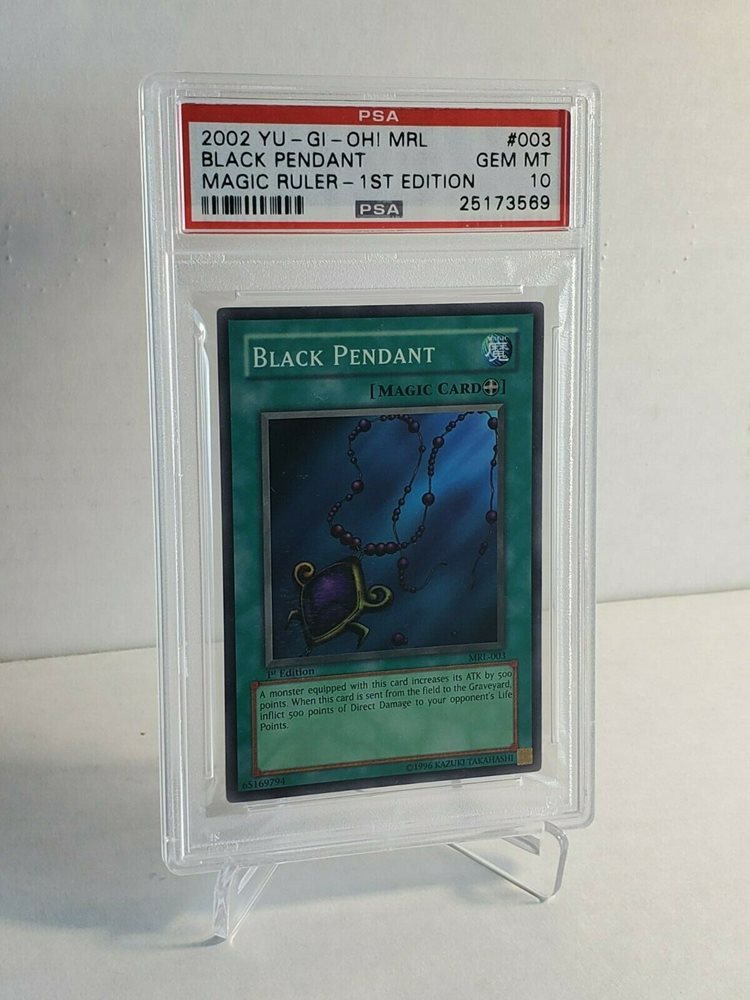 PSA
2002 YU-GI-OH! MRL #003
BLACK PENDANT GEM MT
MAGIC RULER-1ST EDITION 10
PSA 25173569
BLACK PENDANT
MAGIC
魔
[MAGIC CARD]
MRL-003
1st Edition
A monster equipped with this card increases its ATK by 500
points. When this card is sent from the field to the Graveyard,
inflict 500 points of Direct Damage to your opponent's Life
Points.
65169794 ©1996 KAZUKI TAKAHASHI